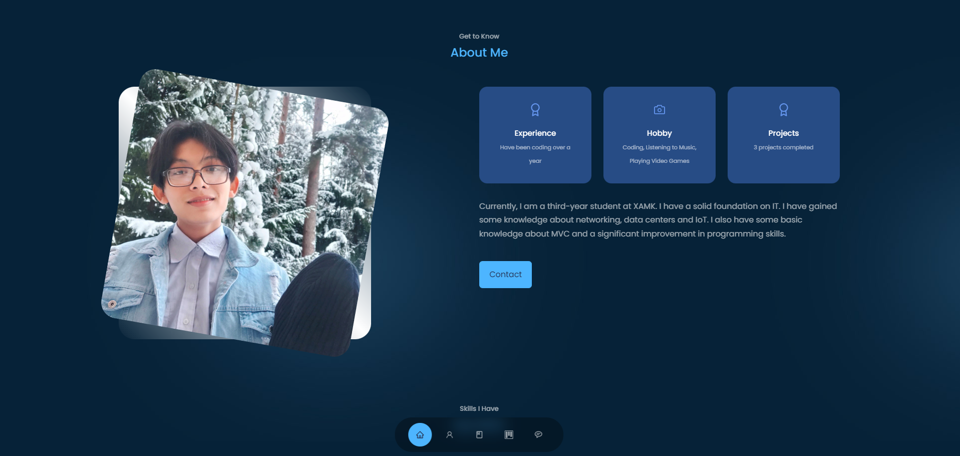 Get to Know
About Me
Experience
Have been coding over a
year
Hobby
Coding, Listening to Music,
Playing Video Games
Projects
3 projects completed
Currently, I am a third-year student at XAMK. I have a solid foundation on IT. I have gained
some knowledge about networking, data centers and IoT. I also have some basic
knowledge about MVC and a significant improvement in programming skills.
Contact
Skills I Have